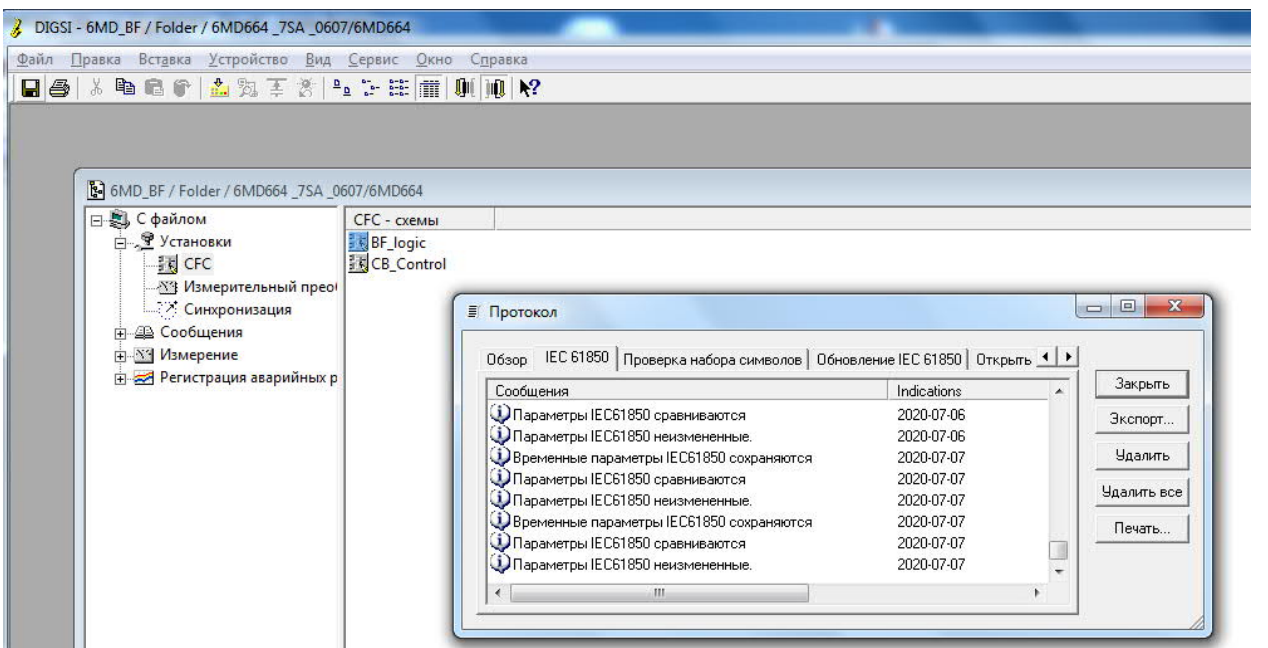 DIGSI - 6MD_BF / Folder / 6MD664 _7SA _0607/6MD664
Файл Правка Вставка Устройство Вид Сервис Окно Справка
6MD_BF / Folder / 6MD664 _7SA _0607/6MD664
С файлом
Установки
CFC
Измерительный преоб
Синхронизация
Сообщения
Измерение
Регистрация аварийных р
CFC - схемы
BF_logic
CB_Control
Протокол
Обзор IEC 61850 Проверка набора символов Обновление IEC 61850 Открыть
Сообщения Indications
Параметры IEC61850 сравниваются 2020-07-06
Параметры IEC61850 неизмененные. 2020-07-06
Временные параметры IEC61850 сохраняются 2020-07-07
Параметры IEC61850 сравниваются 2020-07-07
Параметры IEC61850 неизмененные. 2020-07-07
Временные параметры IEC61850 сохраняются 2020-07-07
Параметры IEC61850 сравниваются 2020-07-07
Параметры IEC61850 неизмененные. 2020-07-07
Закрыть
Экспорт...
Удалить
Удалить все
Печать...